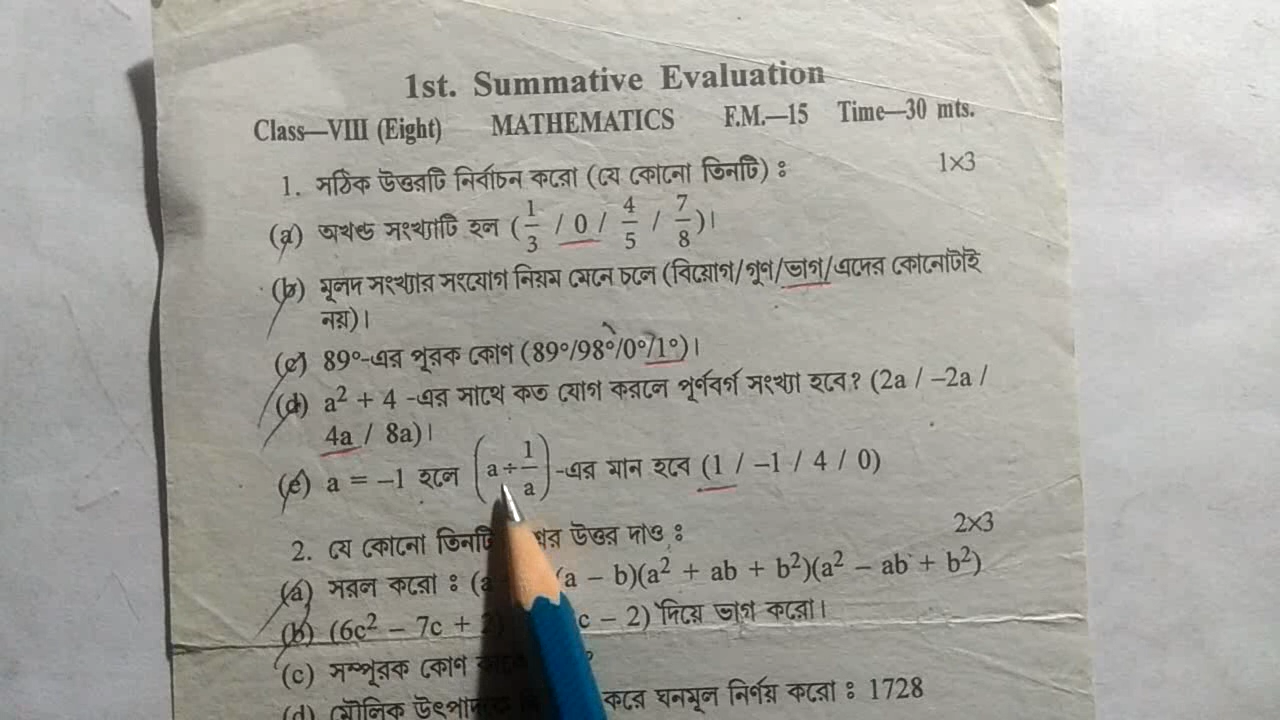 1st. Summative Evaluation
Class—VIII (Eight) MATHEMATICS F.M.—15 Time—30 mts.
1. সঠিক উত্তরটি নির্বাচন করো (যে কোনো তিনটি) : 1×3
(a) অখণ্ড সংখ্যাটি হল (1/3 / 0 / 4/5 / 7/8)।
(b) মূলদ সংখ্যার সংযোগ নিয়ম মেনে চলে (বিয়োগ/গুণ/ভাগ/এদের কোনোটাই
নয়)।
(c) 89°-এর পূরক কোণ (89°/98°/0°/1°)।
(d) a² + 4 -এর সাথে কত যোগ করলে পূর্ণবর্গ সংখ্যা হবে? (2a / –2a /
4a / 8a)।
(e) a = –1 হলে (a ÷ 1/a) -এর মান হবে (1 / –1 / 4 / 0)
2. যে কোনো তিনটি উত্তর দাও : 2×3
(a) সরল করো : (a (a – b)(a² + ab + b²)(a² – ab + b²)
(b) (6c² – 7c + 2) c – 2) দিয়ে ভাগ করো।
(c) সম্পূরক কোণ
(d) মৌলিক করে ঘনমূল নির্ণয় করো : 1728